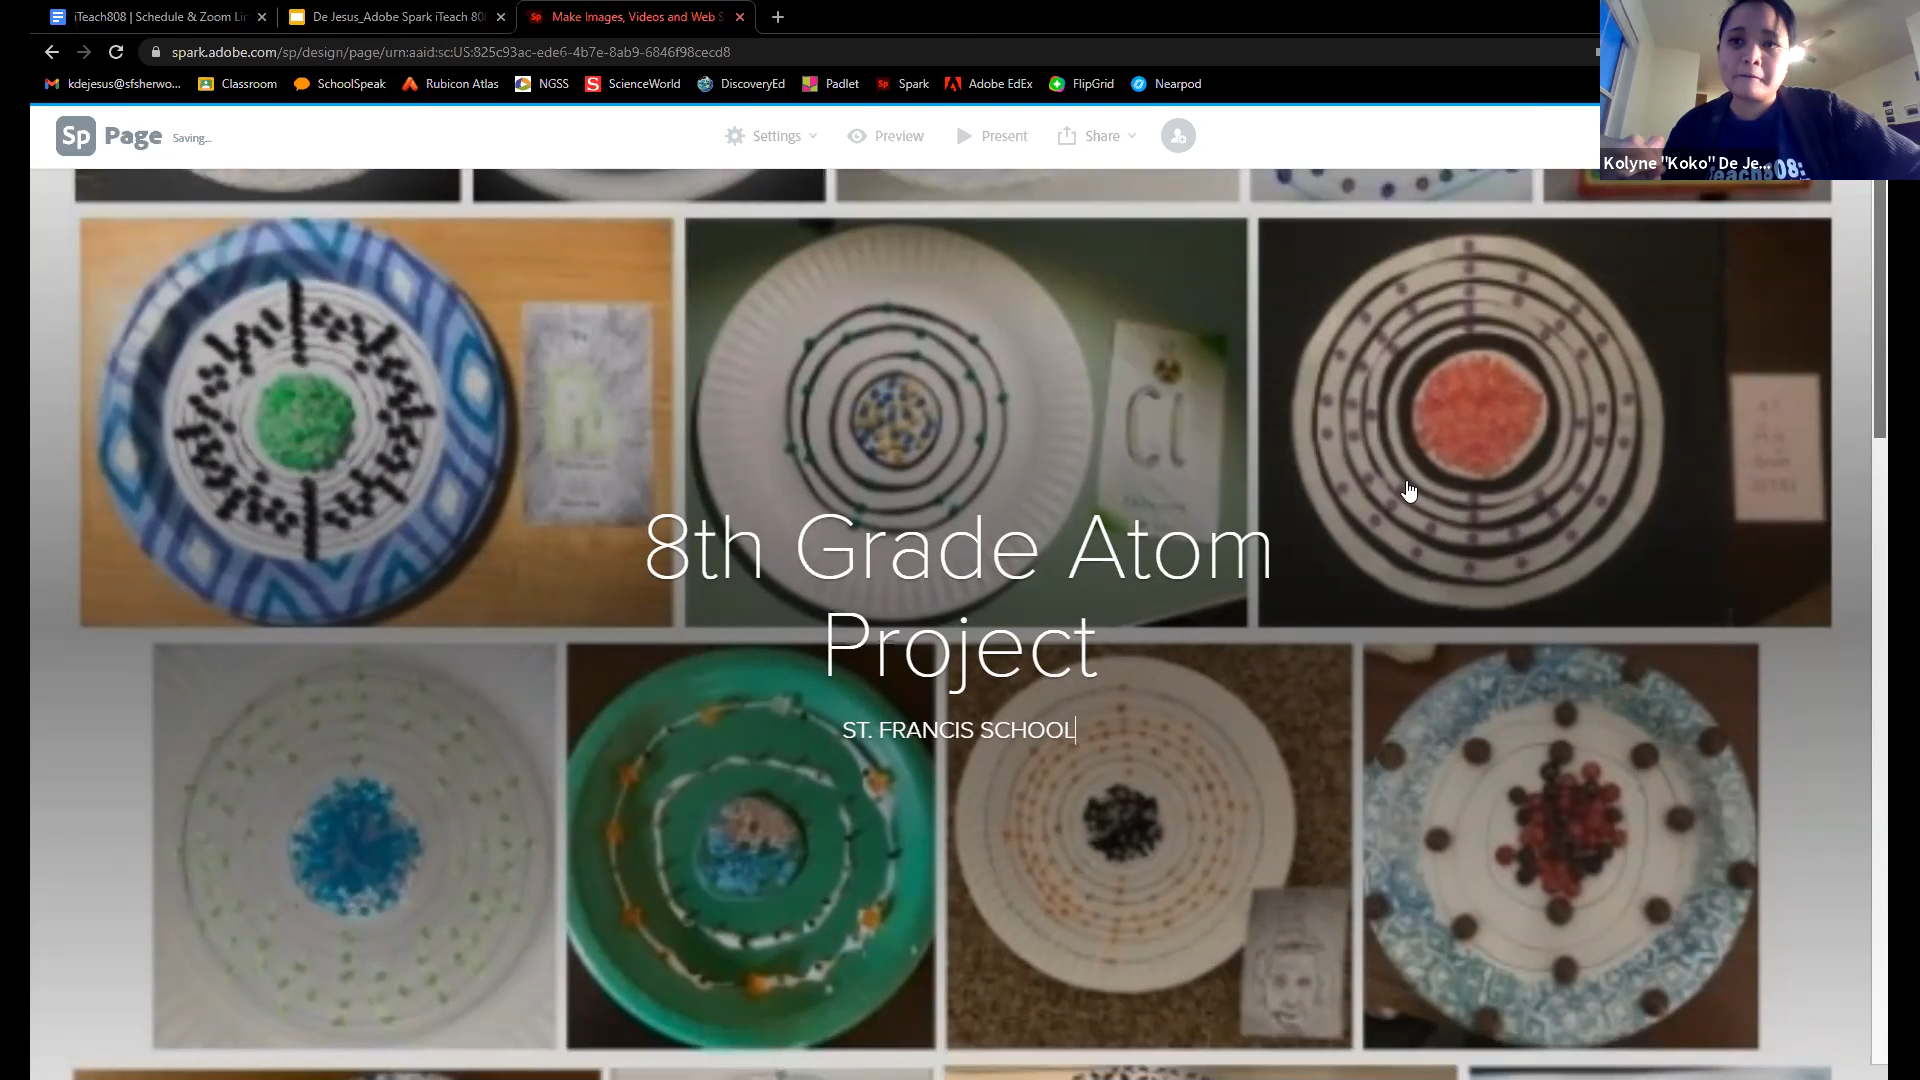 iTeach808 | Schedule & Zoom Lin
De Jesus_Adobe Spark iTeach 808
Make Images, Videos and Web S
spark.adobe.com/sp/design/page/urn:aaid:sc:US:825c93ac-ede6-4b7e-8ab9-6846f98cecd8
kdejesus@sfsherwo... Classroom SchoolSpeak Rubicon Atlas NGSS ScienceWorld DiscoveryEd Padlet Spark Adobe EdEx FlipGrid Nearpod
Sp Page Saving... Settings Preview Present Share
Kolyne "Koko" De Je...
Teach808:
Cl
8th Grade Atom
Project
ST. FRANCIS SCHOOL